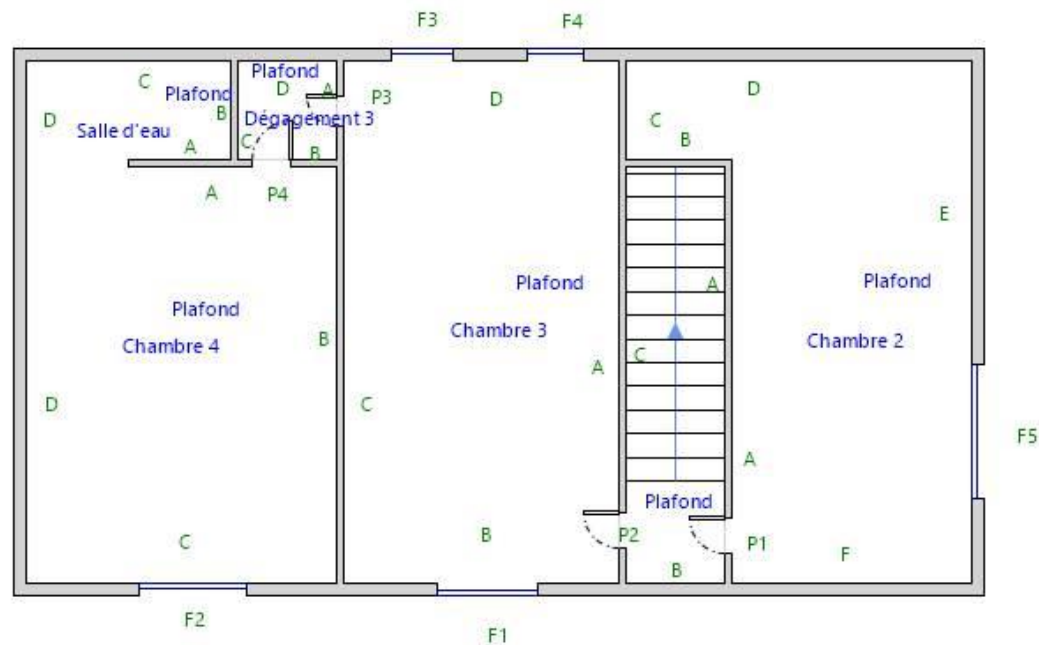 F3
F4
Plafond
C
Plafond
D
A
P3
D
D
D
B
Dégagement 3
C
Salle d'eau
B
A
C
B
A
P4
E
Plafond
Plafond
A
Plafond
Chambre 3
Chambre 2
Chambre 4
B
C
A
D
C
F5
A
Plafond
C
B
P2
P1
F
B
F2
F1